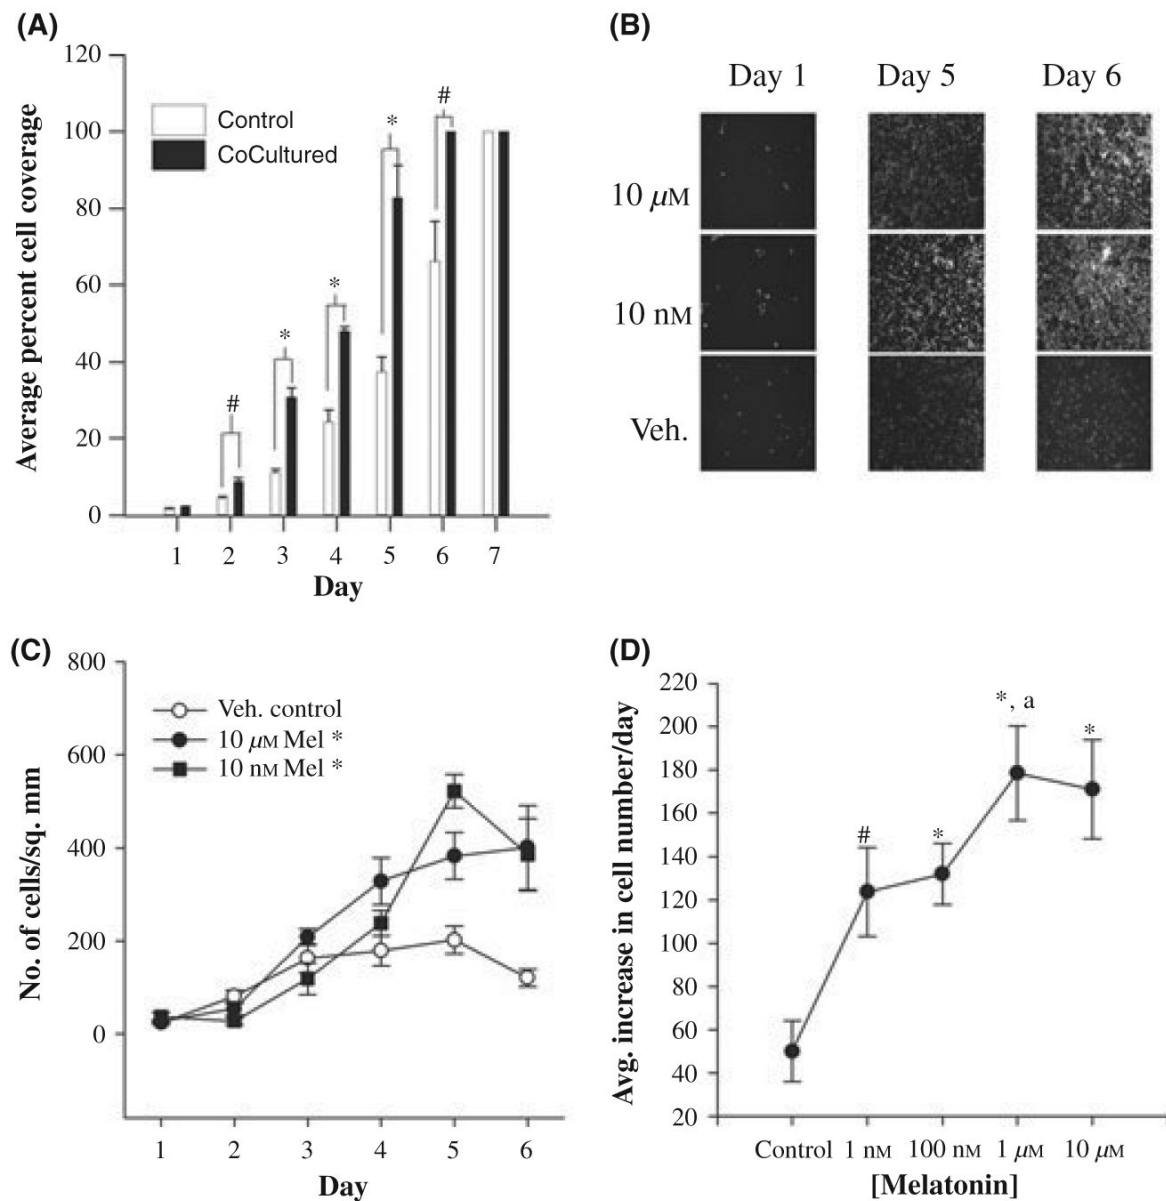 (A)
120
100
80
60
40
20
0
Average percent cell coverage
Control
CoCultured
#
*
*
*
#
1 2 3 4 5 6 7
Day
(B)
Day 1 Day 5 Day 6
10 μM
10 nM
Veh.
(C)
800
600
400
200
0
No. of cells/sq. mm
Veh. control
10 μM Mel *
10 nM Mel *
1 2 3 4 5 6
Day
(D)
220
200
180
160
140
120
100
80
60
40
20
Avg. increase in cell number/day
#
*
*, a
*
Control 1 nM 100 nM 1 μM 10 μM
[Melatonin]